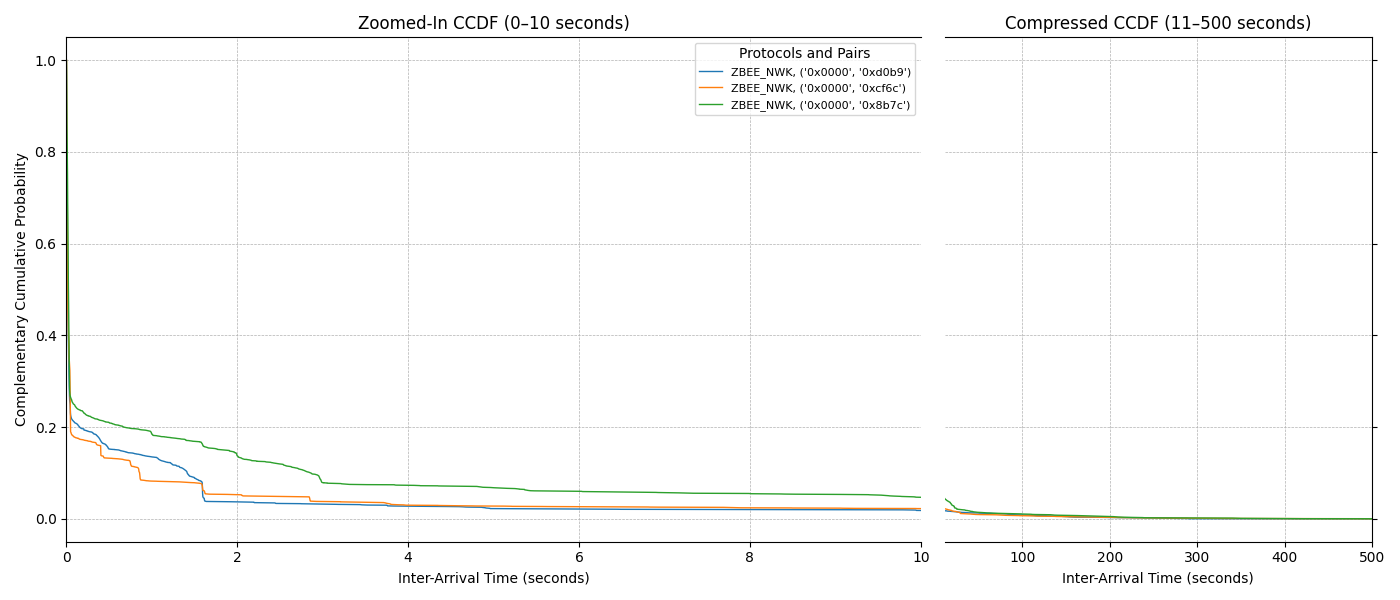 Zoomed-In CCDF (0–10 seconds)
Compressed CCDF (11–500 seconds)
Complementary Cumulative Probability
1.0
0.8
0.6
0.4
0.2
0.0
Protocols and Pairs
ZBEE_NWK, ('0x0000', '0xd0b9')
ZBEE_NWK, ('0x0000', '0xcf6c')
ZBEE_NWK, ('0x0000', '0x8b7c')
0 2 4 6 8 10
100 200 300 400 500
Inter-Arrival Time (seconds)
Inter-Arrival Time (seconds)